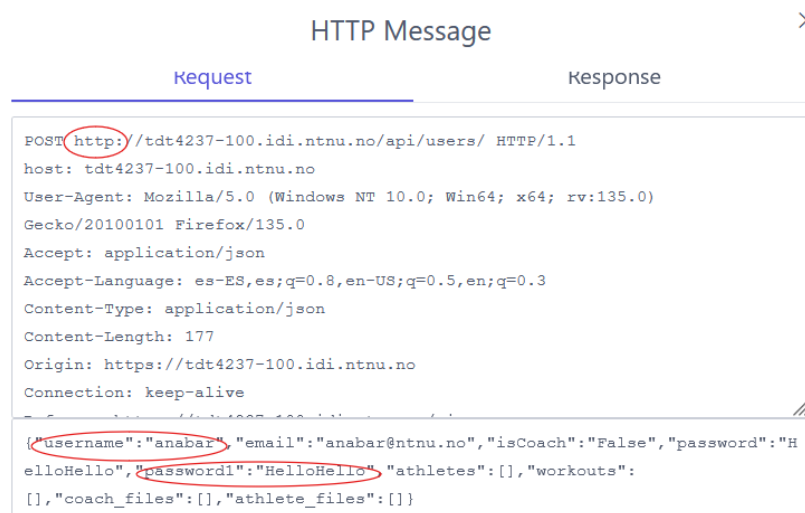 HTTP Message
Request Response
POST http://tdt4237-100.idi.ntnu.no/api/users/ HTTP/1.1
host: tdt4237-100.idi.ntnu.no
User-Agent: Mozilla/5.0 (Windows NT 10.0; Win64; x64; rv:135.0)
Gecko/20100101 Firefox/135.0
Accept: application/json
Accept-Language: es-ES,es;q=0.8,en-US;q=0.5,en;q=0.3
Content-Type: application/json
Content-Length: 177
Origin: https://tdt4237-100.idi.ntnu.no
Connection: keep-alive
{"username":"anabar","email":"anabar@ntnu.no","isCoach":"False","password":"H
elloHello","password1":"HelloHello","athletes":[],"workouts":
[],"coach_files":[],"athlete_files":[]}